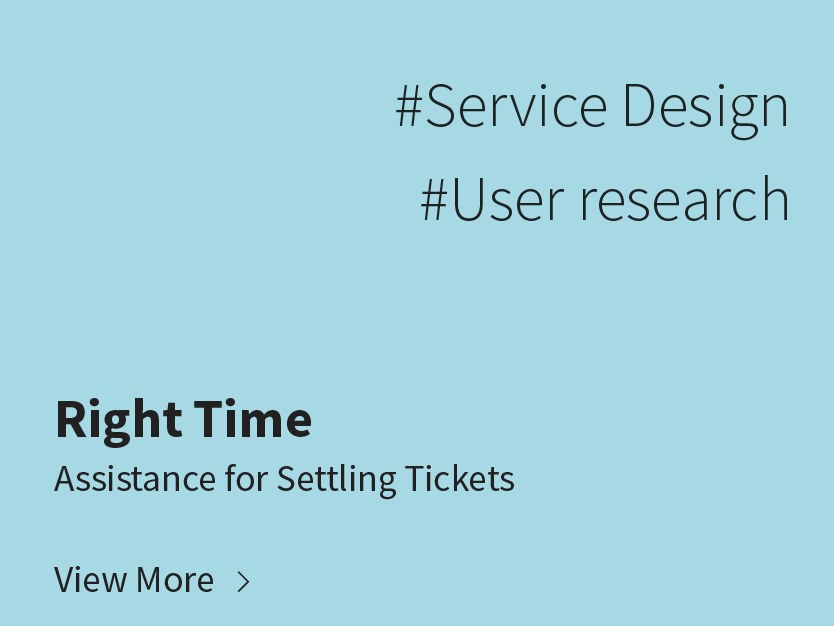 #Service Design
#User research
Right Time
Assistance for Settling Tickets
View More >